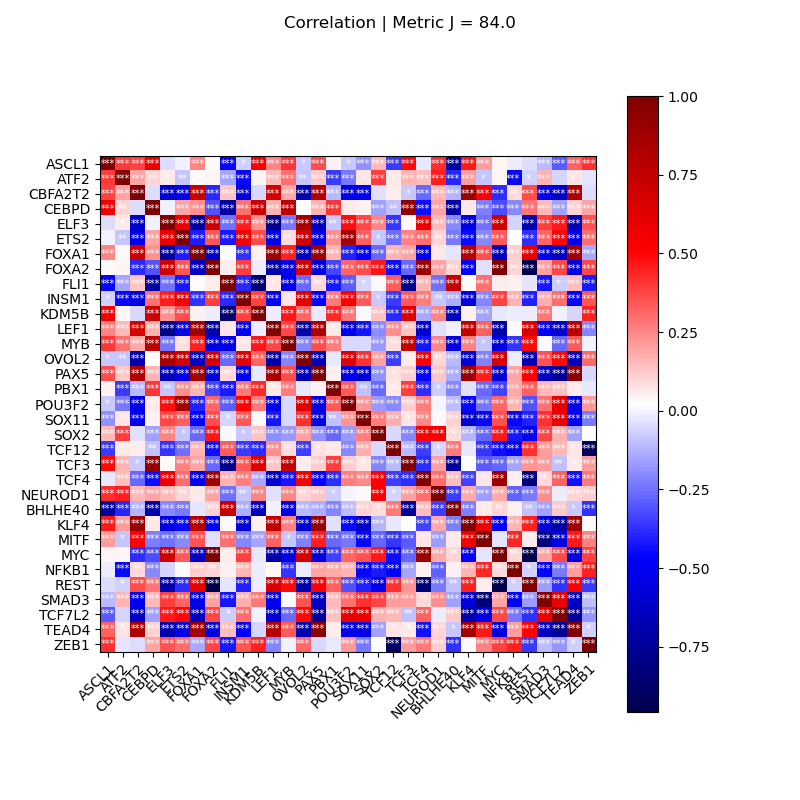 Correlation | Metric J = 84.0
ASCL1
ATF2
CBFA2T2
CEBPD
ELF3
ETS2
FOXA1
FOXA2
FLI1
INSM1
KDM5B
LEF1
MYB
OVOL2
PAX5
PBX1
POU3F2
SOX11
SOX2
TCF12
TCF3
TCF4
NEUROD1
BHLHE40
KLF4
MITF
MYC
NFKB1
REST
SMAD3
TCF7L2
TEAD4
ZEB1
ASCL1
ATF2
CBFA2T2
CEBPD
ELF3
ETS2
FOXA1
FOXA2
FLI1
INSM1
KDM5B
LEF1
MYB
OVOL2
PAX5
PBX1
POU3F2
SOX11
SOX2
TCF12
TCF3
TCF4
NEUROD1
BHLHE40
KLF4
MITF
MYC
NFKB1
REST
SMAD3
TCF7L2
TEAD4
ZEB1
1.00
0.75
0.50
0.25
0.00
−0.25
−0.50
−0.75